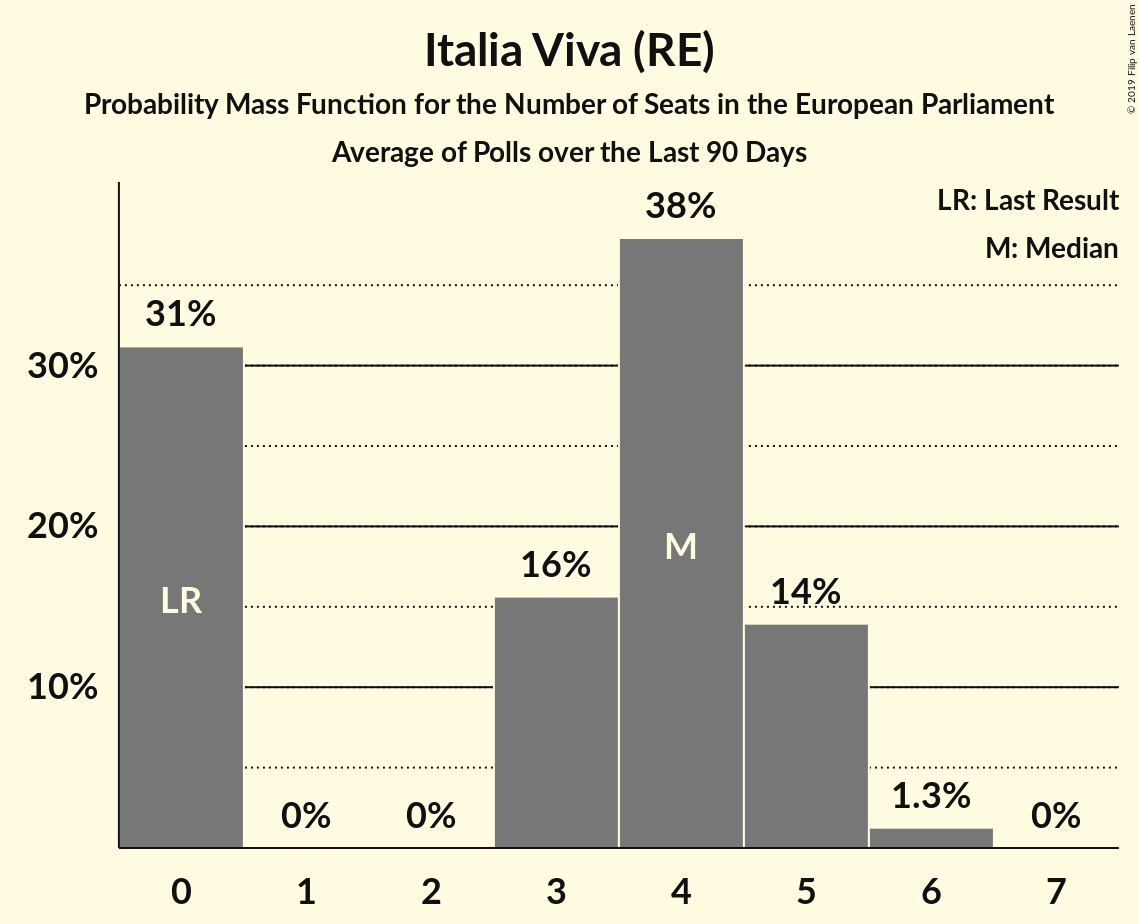 Italia Viva (RE)
Probability Mass Function for the Number of Seats in the European Parliament
Average of Polls over the Last 90 Days
© 2019 Filip van Laenen
LR: Last Result
M: Median
38%
31%
30%
20%
16%
M
14%
LR
10%
1.3%
0%
0%
0%
0 1 2 3 4 5 6 7